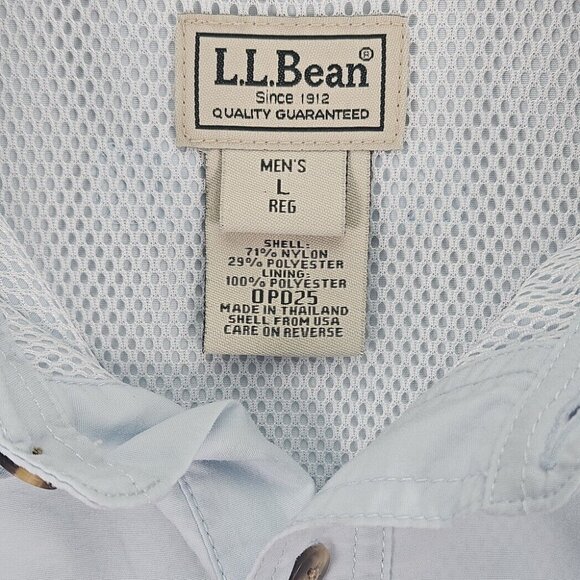 L.L.Bean®
Since 1912
QUALITY GUARANTEED
MEN'S
L
REG
SHELL:
71% NYLON
29% POLYESTER
LINING:
100% POLYESTER
OPD25
MADE IN THAILAND
SHELL FROM USA
CARE ON REVERSE